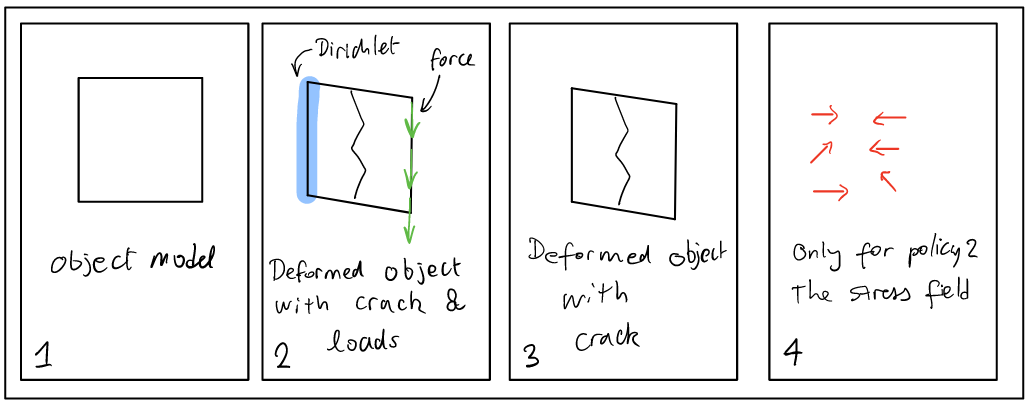 object model
1
Dirichlet
force
Deformed object
with crack &
loads
2
Deformed object
with
crack
3
Only for policy 2
The stress field
4